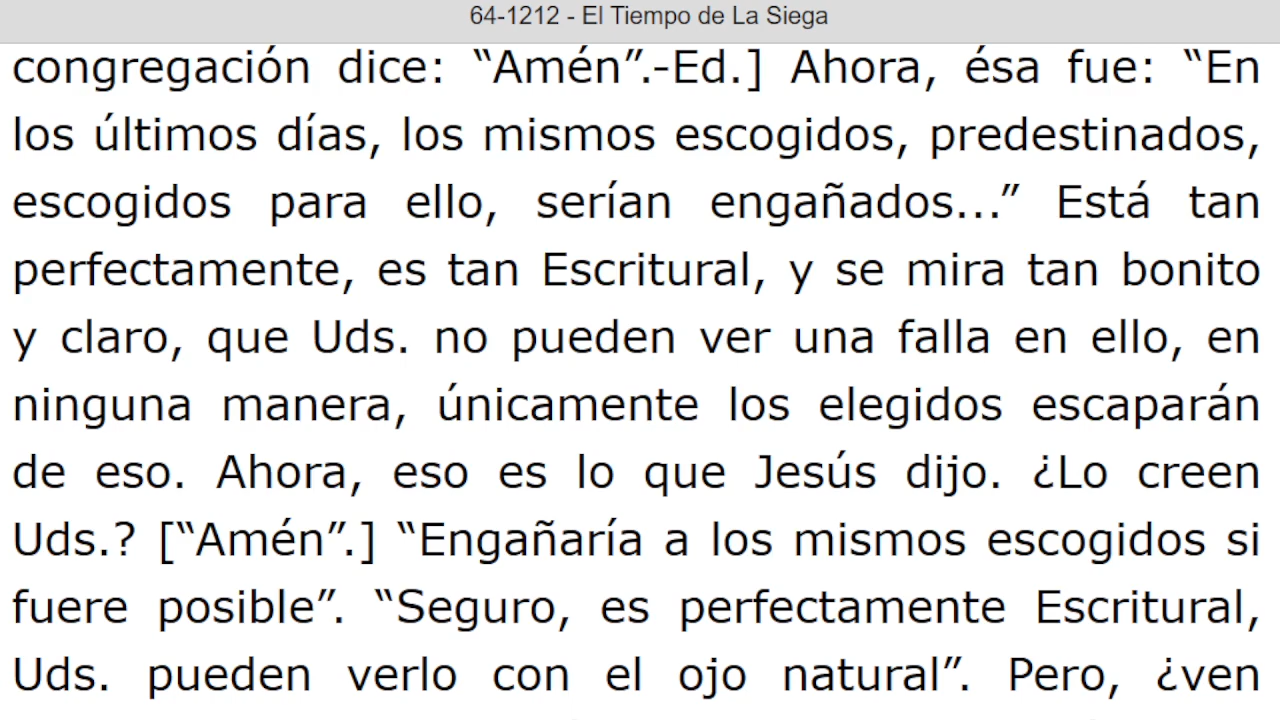 64-1212 - El Tiempo de La Siega
congregación dice: “Amén”.-Ed.] Ahora, ésa fue: “En
los últimos días, los mismos escogidos, predestinados,
escogidos para ello, serían engañados...” Está tan
perfectamente, es tan Escritural, y se mira tan bonito
y claro, que Uds. no pueden ver una falla en ello, en
ninguna manera, únicamente los elegidos escaparán
de eso. Ahora, eso es lo que Jesús dijo. ¿Lo creen
Uds.? [“Amén”.] “Engañaría a los mismos escogidos si
fuere posible”. “Seguro, es perfectamente Escritural,
Uds. pueden verlo con el ojo natural”. Pero, ¿ven